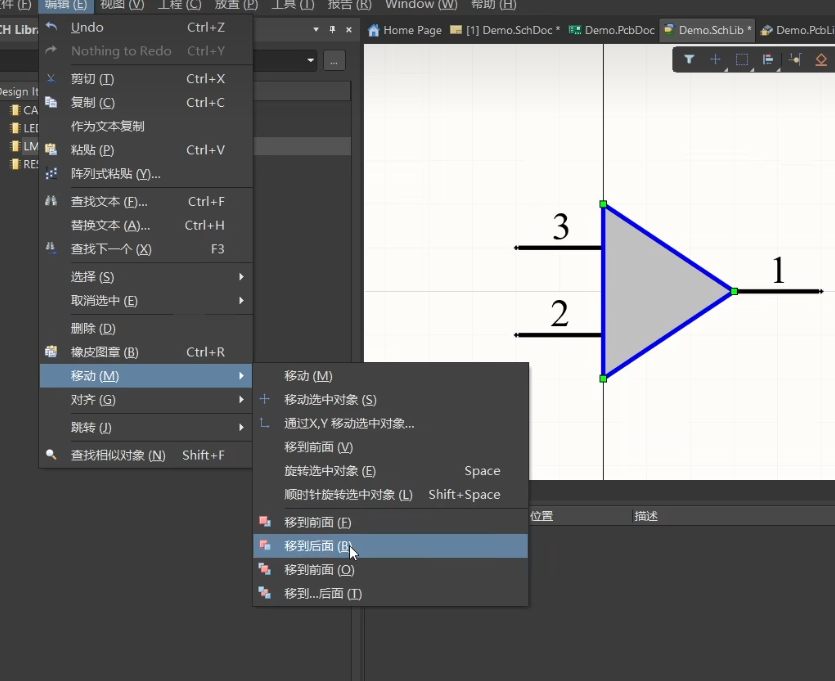 件 (F) 编辑 (E) 视图 (V) 工程 (C) 放置 (P) 工具 (T) 报告 (R) Window (W) 帮助 (H)
Home Page [1] Demo.SchDoc * Demo.PcbDoc Demo.SchLib * Demo.PcbLi
CH Libra
...
Design It
CA
LED
LM
RES
Undo Ctrl+Z
Nothing to Redo Ctrl+Y
剪切 (T) Ctrl+X
复制 (C) Ctrl+C
作为文本复制
粘贴 (P) Ctrl+V
阵列式粘贴 (Y)...
查找文本 (F)... Ctrl+F
替换文本 (A)... Ctrl+H
查找下一个 (X) F3
选择 (S)
取消选中 (E)
删除 (D)
橡皮图章 (B) Ctrl+R
移动 (M)
对齐 (G)
跳转 (J)
查找相似对象 (N) Shift+F
移动 (M)
移动选中对象 (S)
通过X,Y 移动选中对象...
移到前面 (V)
旋转选中对象 (E) Space
顺时针旋转选中对象 (L) Shift+Space
移到前面 (F)
移到后面 (B)
移到前面 (O)
移到...后面 (T)
3
2
1
位置 描述